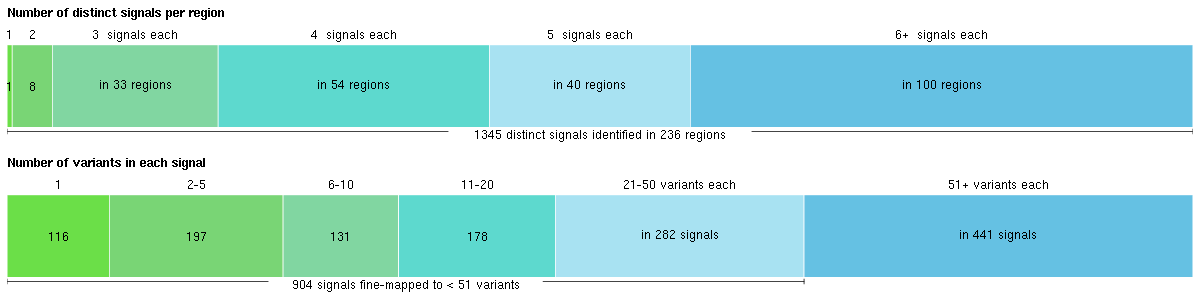 Number of distinct signals per region
1 2 3 signals each 4 signals each 5 signals each 6+ signals each
1 8 in 33 regions in 54 regions in 40 regions in 100 regions
1345 distinct signals identified in 236 regions
Number of variants in each signal
1 2-5 6-10 11-20 21-50 variants each 51+ variants each
116 197 131 178 in 282 signals in 441 signals
904 signals fine-mapped to < 51 variants